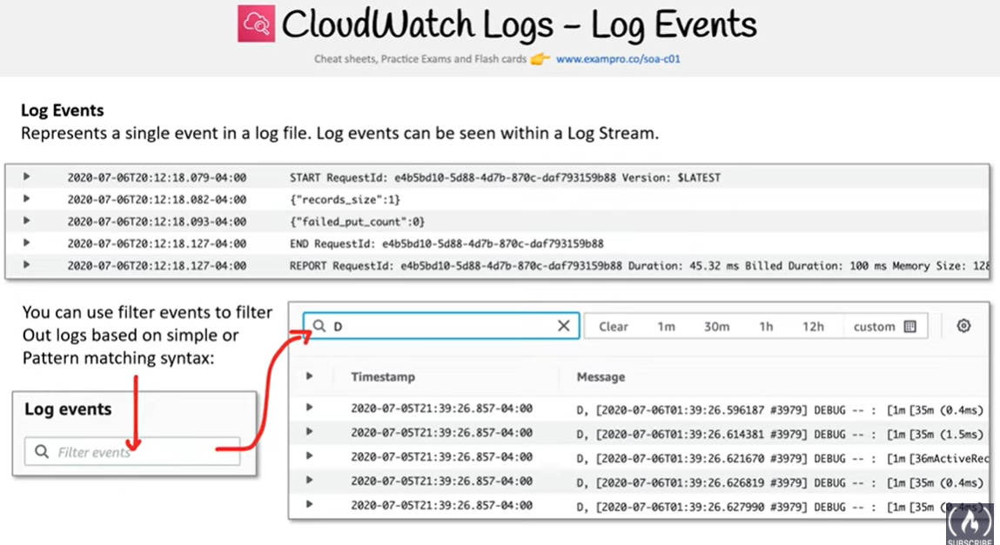 CloudWatch Logs – Log Events
Cheat sheets, Practice Exams and Flash cards 👉 www.exampro.co/soa-c01
Log Events
Represents a single event in a log file. Log events can be seen within a Log Stream.
2020-07-06T20:12:18.079-04:00 START RequestId: e4b5bd10-5d88-4d7b-870c-daf793159b88 Version: $LATEST
2020-07-06T20:12:18.082-04:00 {"records_size":1}
2020-07-06T20:12:18.093-04:00 {"failed_put_count":0}
2020-07-06T20:12:18.127-04:00 END RequestId: e4b5bd10-5d88-4d7b-870c-daf793159b88
2020-07-06T20:12:18.127-04:00 REPORT RequestId: e4b5bd10-5d88-4d7b-870c-daf793159b88 Duration: 45.32 ms Billed Duration: 100 ms Memory Size: 128
You can use filter events to filter
Out logs based on simple or
Pattern matching syntax:
Log events
Filter events
D
Clear 1m 30m 1h 12h custom
Timestamp Message
2020-07-05T21:39:26.857-04:00 D, [2020-07-06T01:39:26.596187 #3979] DEBUG -- : [1m [35m (0.4ms)
2020-07-05T21:39:26.857-04:00 D, [2020-07-06T01:39:26.614381 #3979] DEBUG -- : [1m [35m (1.5ms)
2020-07-05T21:39:26.857-04:00 D, [2020-07-06T01:39:26.621670 #3979] DEBUG -- : [1m [36mActiveRec
2020-07-05T21:39:26.857-04:00 D, [2020-07-06T01:39:26.626819 #3979] DEBUG -- : [1m [35m (0.4ms)
2020-07-05T21:39:26.857-04:00 D, [2020-07-06T01:39:26.627990 #3979] DEBUG -- : [1m [35m (0.4ms)
SUBSCRIBE